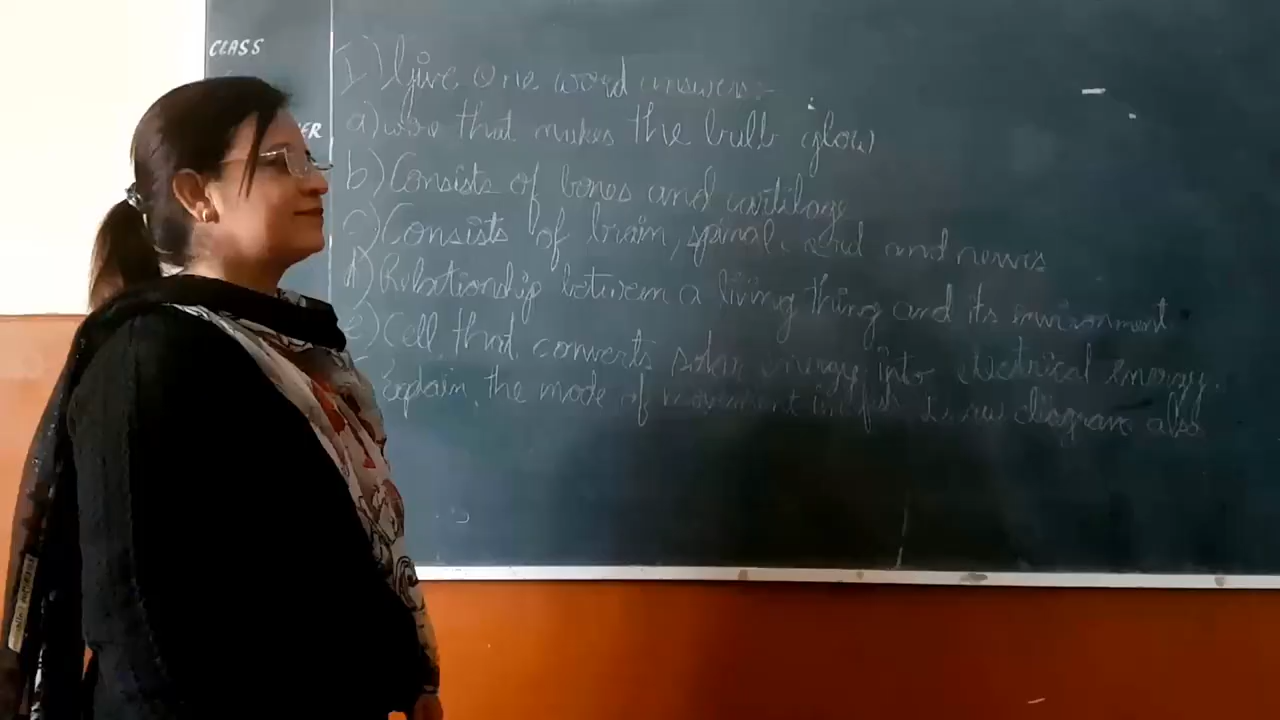 CLASS
I) Give one word answers:-
a) wire that makes the bulb glow
b) Consists of bones and cartilage
c) Consists of brain, spinal cord and nerves
d) Relationship between a living thing and its environment
e) Cell that converts solar energy into electrical energy.
Explain the mode of movement in fish Draw diagram also